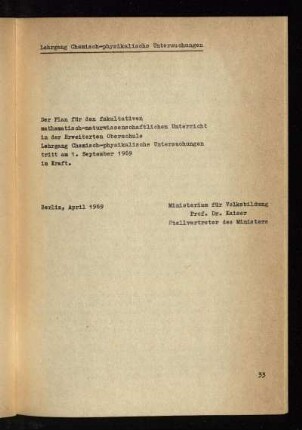 Lehrgang Chemisch-physikalische Untersuchungen
Der Plan für den fakultativen
mathematisch-naturwissenschaftlichen Unterricht
in der Erweiterten Oberschule
Lehrgang Chemisch-physikalische Untersuchungen
tritt am 1. September 1969
in Kraft.
Berlin, April 1969
Ministerium für Volksbildung
Prof. Dr. Kaiser
Stellvertreter des Ministers
33